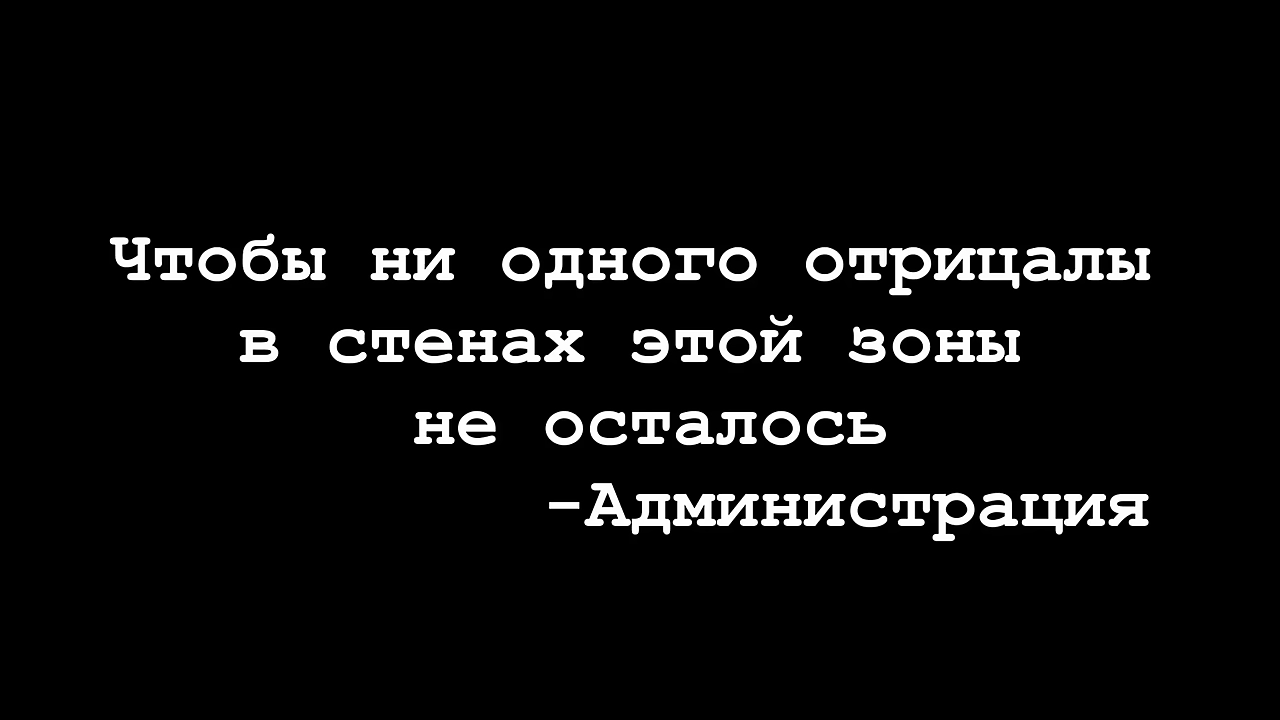 Чтобы ни одного отрицалы
в стенах этой зоны
не осталось
-Администрация